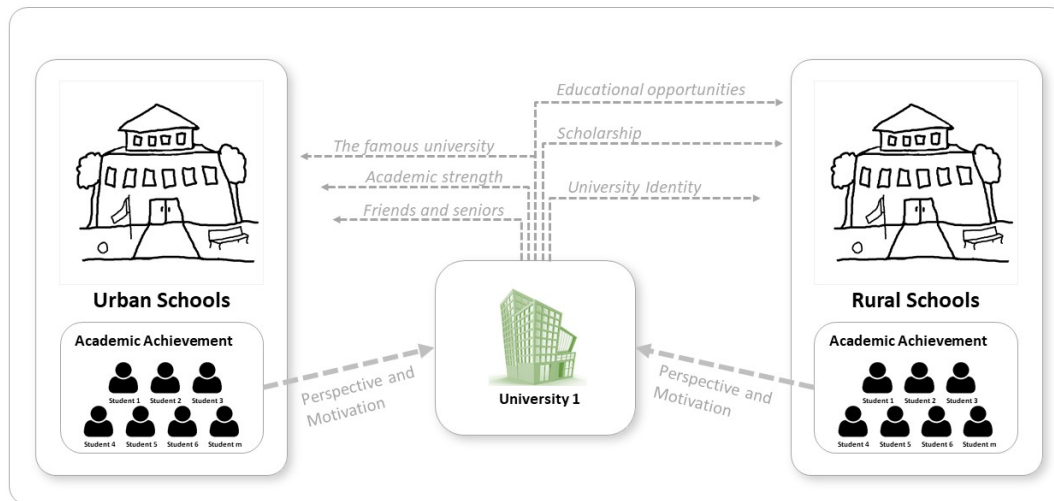 Educational opportunities
Scholarship
The famous university
Academic strength
University Identity
Friends and seniors
Urban Schools
Rural Schools
Academic Achievement
Student 1 Student 2 Student 3
Student 4 Student 5 Student 6 Student m
Perspective and
Motivation
University 1
Perspective and
Motivation
Academic Achievement
Student 1 Student 2 Student 3
Student 4 Student 5 Student 6 Student m